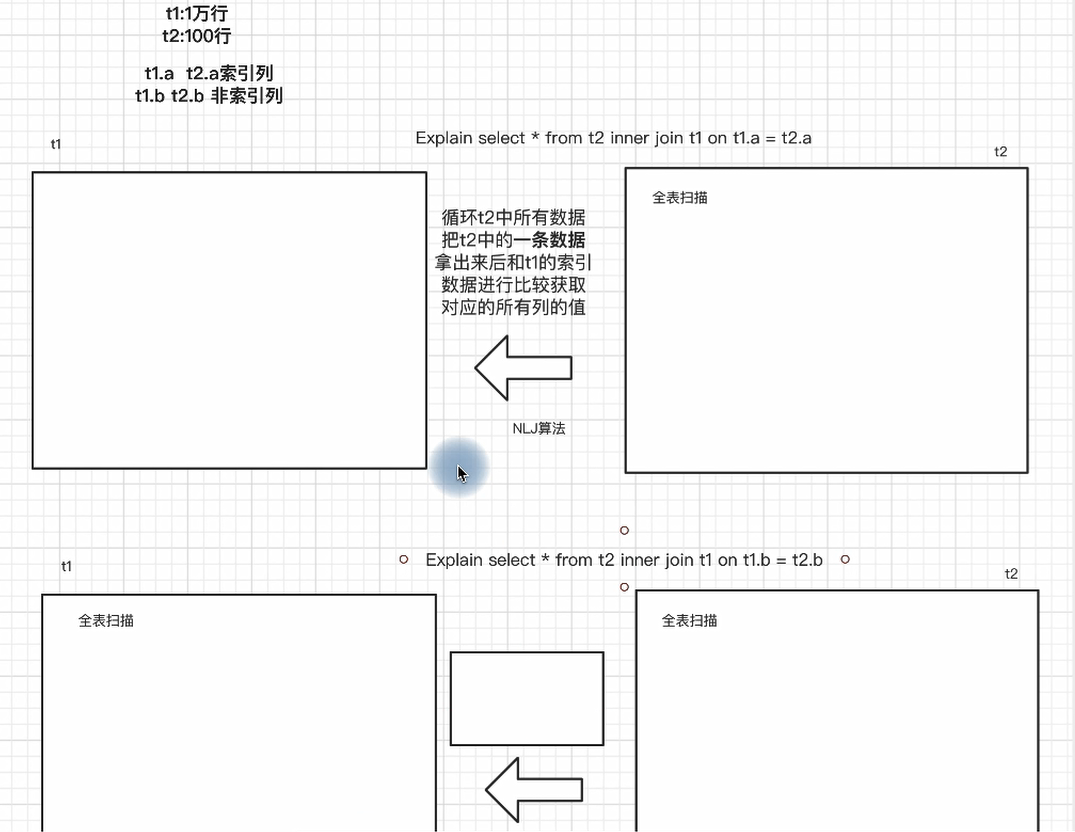 t1:1万行
t2:100行
t1.a t2.a索引列
t1.b t2.b 非索引列
Explain select * from t2 inner join t1 on t1.a = t2.a
t1
t2
全表扫描
循环t2中所有数据
把t2中的一条数据
拿出来后和t1的索引
数据进行比较获取
对应的所有列的值
NLJ算法
Explain select * from t2 inner join t1 on t1.b = t2.b
t1
t2
全表扫描
全表扫描